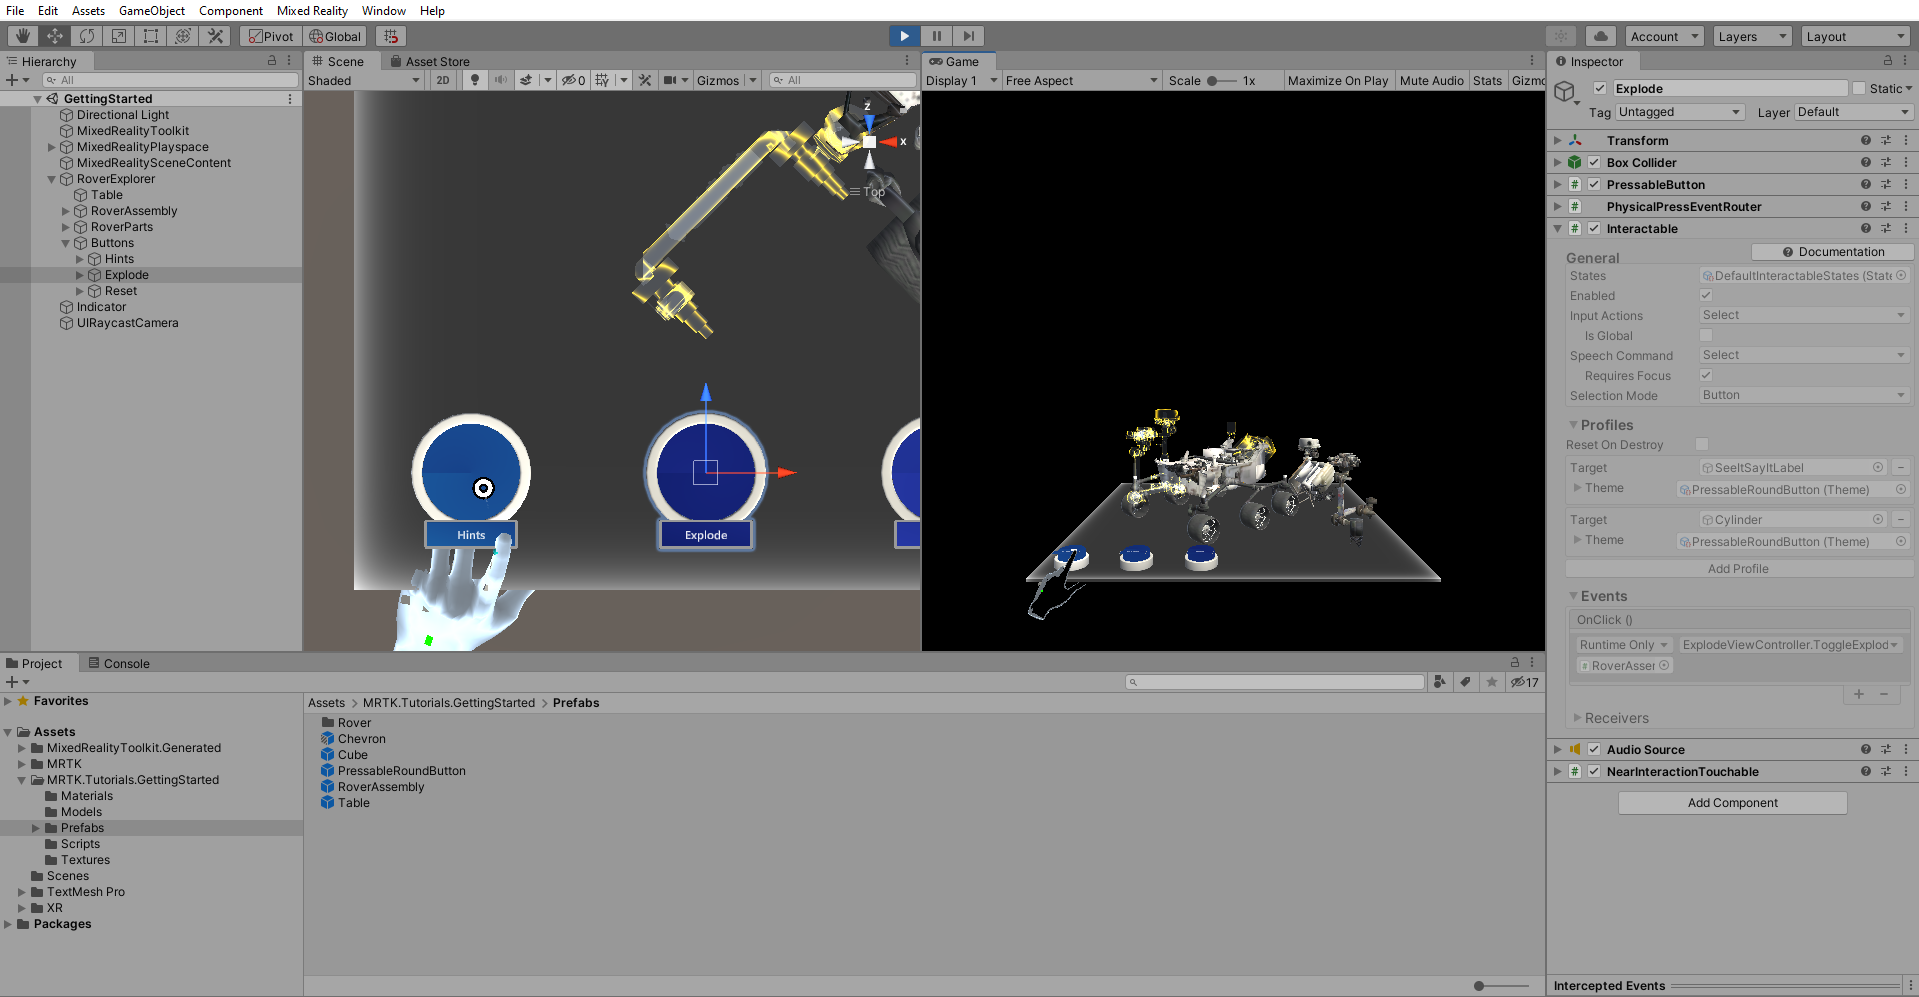 File Edit Assets GameObject Component Mixed Reality Window Help
Pivot Global Account Layers Layout
Hierarchy
All
GettingStarted
Directional Light
MixedRealityToolkit
MixedRealityPlayspace
MixedRealitySceneContent
RoverExplorer
Table
RoverAssembly
RoverParts
Buttons
Hints
Explode
Reset
Indicator
UIRaycastCamera
Scene Asset Store
Shaded 2D 0 Gizmos All
z
x
Top
Hints
Explode
Game
Display 1 Free Aspect Scale 1x Maximize On Play Mute Audio Stats Gizmo
Inspector
Explode Static
Tag Untagged Layer Default
Transform
Box Collider
PressableButton
PhysicalPressEventRouter
Interactable
Documentation
General
States DefaultInteractableStates (State
Enabled
Input Actions Select
Is Global
Speech Command Select
Requires Focus
Selection Mode Button
Profiles
Reset On Destroy
Target SeeItSayItLabel
Theme PressableRoundButton (Theme)
Target Cylinder
Theme PressableRoundButton (Theme)
Add Profile
Events
OnClick ()
Runtime Only ExplodeViewController.ToggleExplod
RoverAsser
Receivers
Audio Source
NearInteractionTouchable
Add Component
Intercepted Events
Project Console
17
Favorites
Assets
MixedRealityToolkit.Generated
MRTK
MRTK.Tutorials.GettingStarted
Materials
Models
Prefabs
Scripts
Textures
Scenes
TextMesh Pro
XR
Packages
Assets > MRTK.Tutorials.GettingStarted > Prefabs
Rover
Chevron
Cube
PressableRoundButton
RoverAssembly
Table